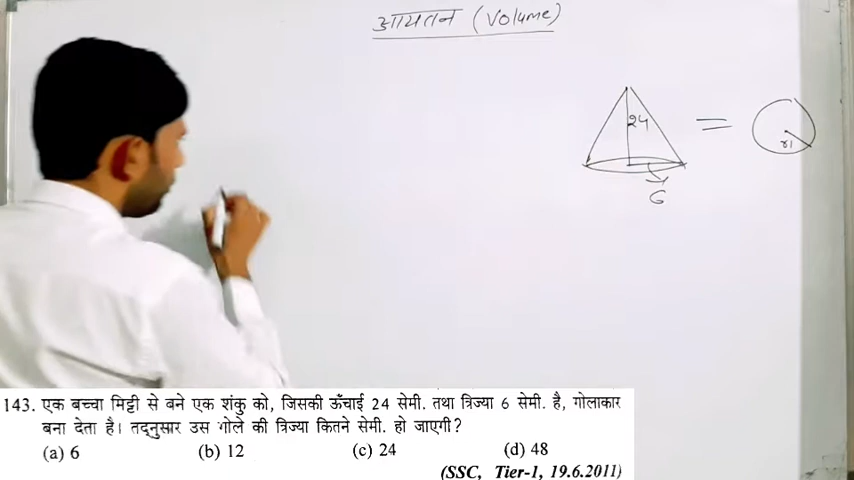 आयतन (Volume)
24
=
r1
6
143. एक बच्चा मिट्टी से बने एक शंकु को, जिसकी ऊँचाई 24 सेमी. तथा त्रिज्या 6 सेमी. है, गोलाकार
बना देता है। तद्नुसार उस गोले की त्रिज्या कितने सेमी. हो जाएगी?
(a) 6 (b) 12 (c) 24 (d) 48
(SSC, Tier-1, 19.6.2011)